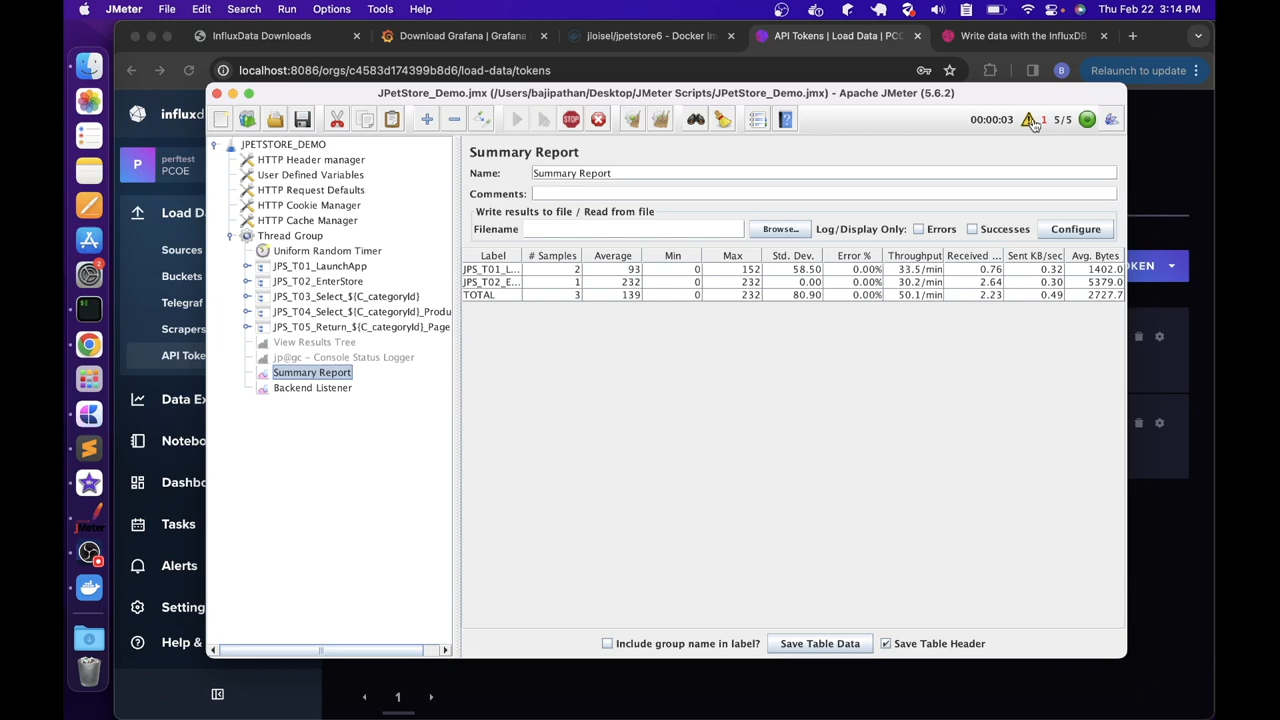 JMeter File Edit Search Run Options Tools Help Thu Feb 22 3:14 PM
InfluxData Downloads Download Grafana | Grafana jloisel/jpetstore6 - Docker Im API Tokens | Load Data | PCC Write data with the InfluxDB
localhost:8086/orgs/c4583d174399b8d6/load-data/tokens Relaunch to update
JPetStore_Demo.jmx (/Users/bajipathan/Desktop/JMeter Scripts/JPetStore_Demo.jmx) - Apache JMeter (5.6.2)
influxd
00:00:03 1 5/5
P
perftest
PCOE
Load Da
Sources
Buckets
Telegraf
Scrapers
API Toke
Data Ex
Noteboo
Dashbo
Tasks
Alerts
Setting
Help &
JPETSTORE_DEMO
HTTP Header manager
User Defined Variables
HTTP Request Defaults
HTTP Cookie Manager
HTTP Cache Manager
Thread Group
Uniform Random Timer
JPS_T01_LaunchApp
JPS_T02_EnterStore
JPS_T03_Select_${C_categoryId}
JPS_T04_Select_${C_categoryId}_Produ
JPS_T05_Return_${C_categoryId}_Page
View Results Tree
jp@gc - Console Status Logger
Summary Report
Backend Listener
Summary Report
Name: Summary Report
Comments:
Write results to file / Read from file
Filename Browse... Log/Display Only: Errors Successes Configure
Label # Samples Average Min Max Std. Dev. Error % Throughput Received ... Sent KB/sec Avg. Bytes
JPS_T01_L... 2 93 0 152 58.50 0.00% 33.5/min 0.76 0.32 1402.0
JPS_T02_E... 1 232 0 232 0.00 0.00% 30.2/min 2.64 0.30 5379.0
TOTAL 3 139 0 232 80.90 0.00% 50.1/min 2.23 0.49 2727.7
OKEN
Include group name in label? Save Table Data Save Table Header
1